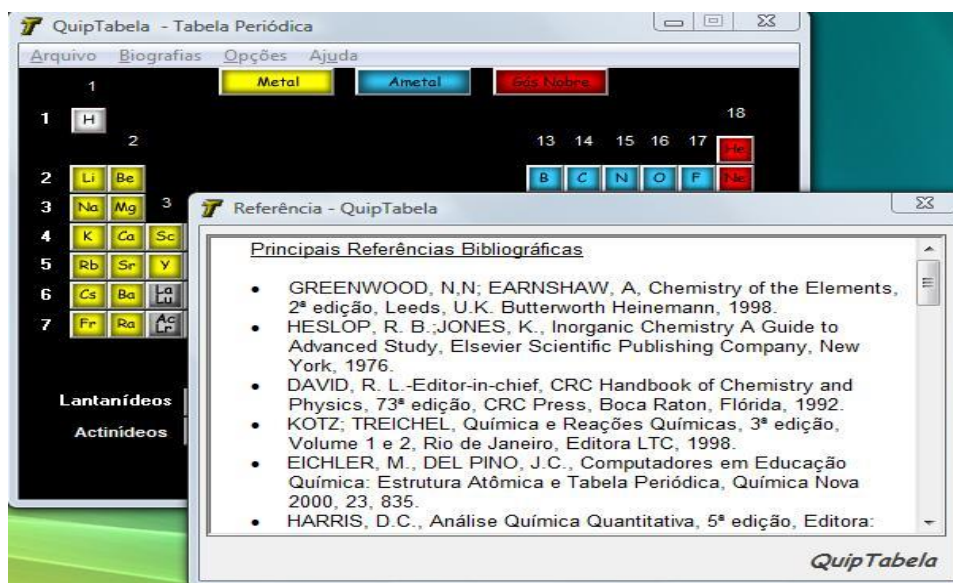 QuipTabela - Tabela Periódica
Arquivo Biografias Opções Ajuda
1 Metal Ametal Gás Nobre
1 H 18
2 13 14 15 16 17 He
2 Li Be B C N O F Ne
3 Na Mg 3
4 K Ca Sc
5 Rb Sr Y
6 Cs Ba La Lu
7 Fr Ra Ac Lr
Lantanídeos
Actinídeos
Referência - QuipTabela
Principais Referências Bibliográficas
• GREENWOOD, N,N; EARNSHAW, A, Chemistry of the Elements,
2ª edição, Leeds, U.K. Butterworth Heinemann, 1998.
• HESLOP, R. B.;JONES, K., Inorganic Chemistry A Guide to
Advanced Study, Elsevier Scientific Publishing Company, New
York, 1976.
• DAVID, R. L.-Editor-in-chief, CRC Handbook of Chemistry and
Physics, 73ª edição, CRC Press, Boca Raton, Flórida, 1992.
• KOTZ; TREICHEL, Química e Reações Químicas, 3ª edição,
Volume 1 e 2, Rio de Janeiro, Editora LTC, 1998.
• EICHLER, M., DEL PINO, J.C., Computadores em Educação
Química: Estrutura Atômica e Tabela Periódica, Química Nova
2000, 23, 835.
• HARRIS, D.C., Análise Química Quantitativa, 5ª edição, Editora:
QuipTabela